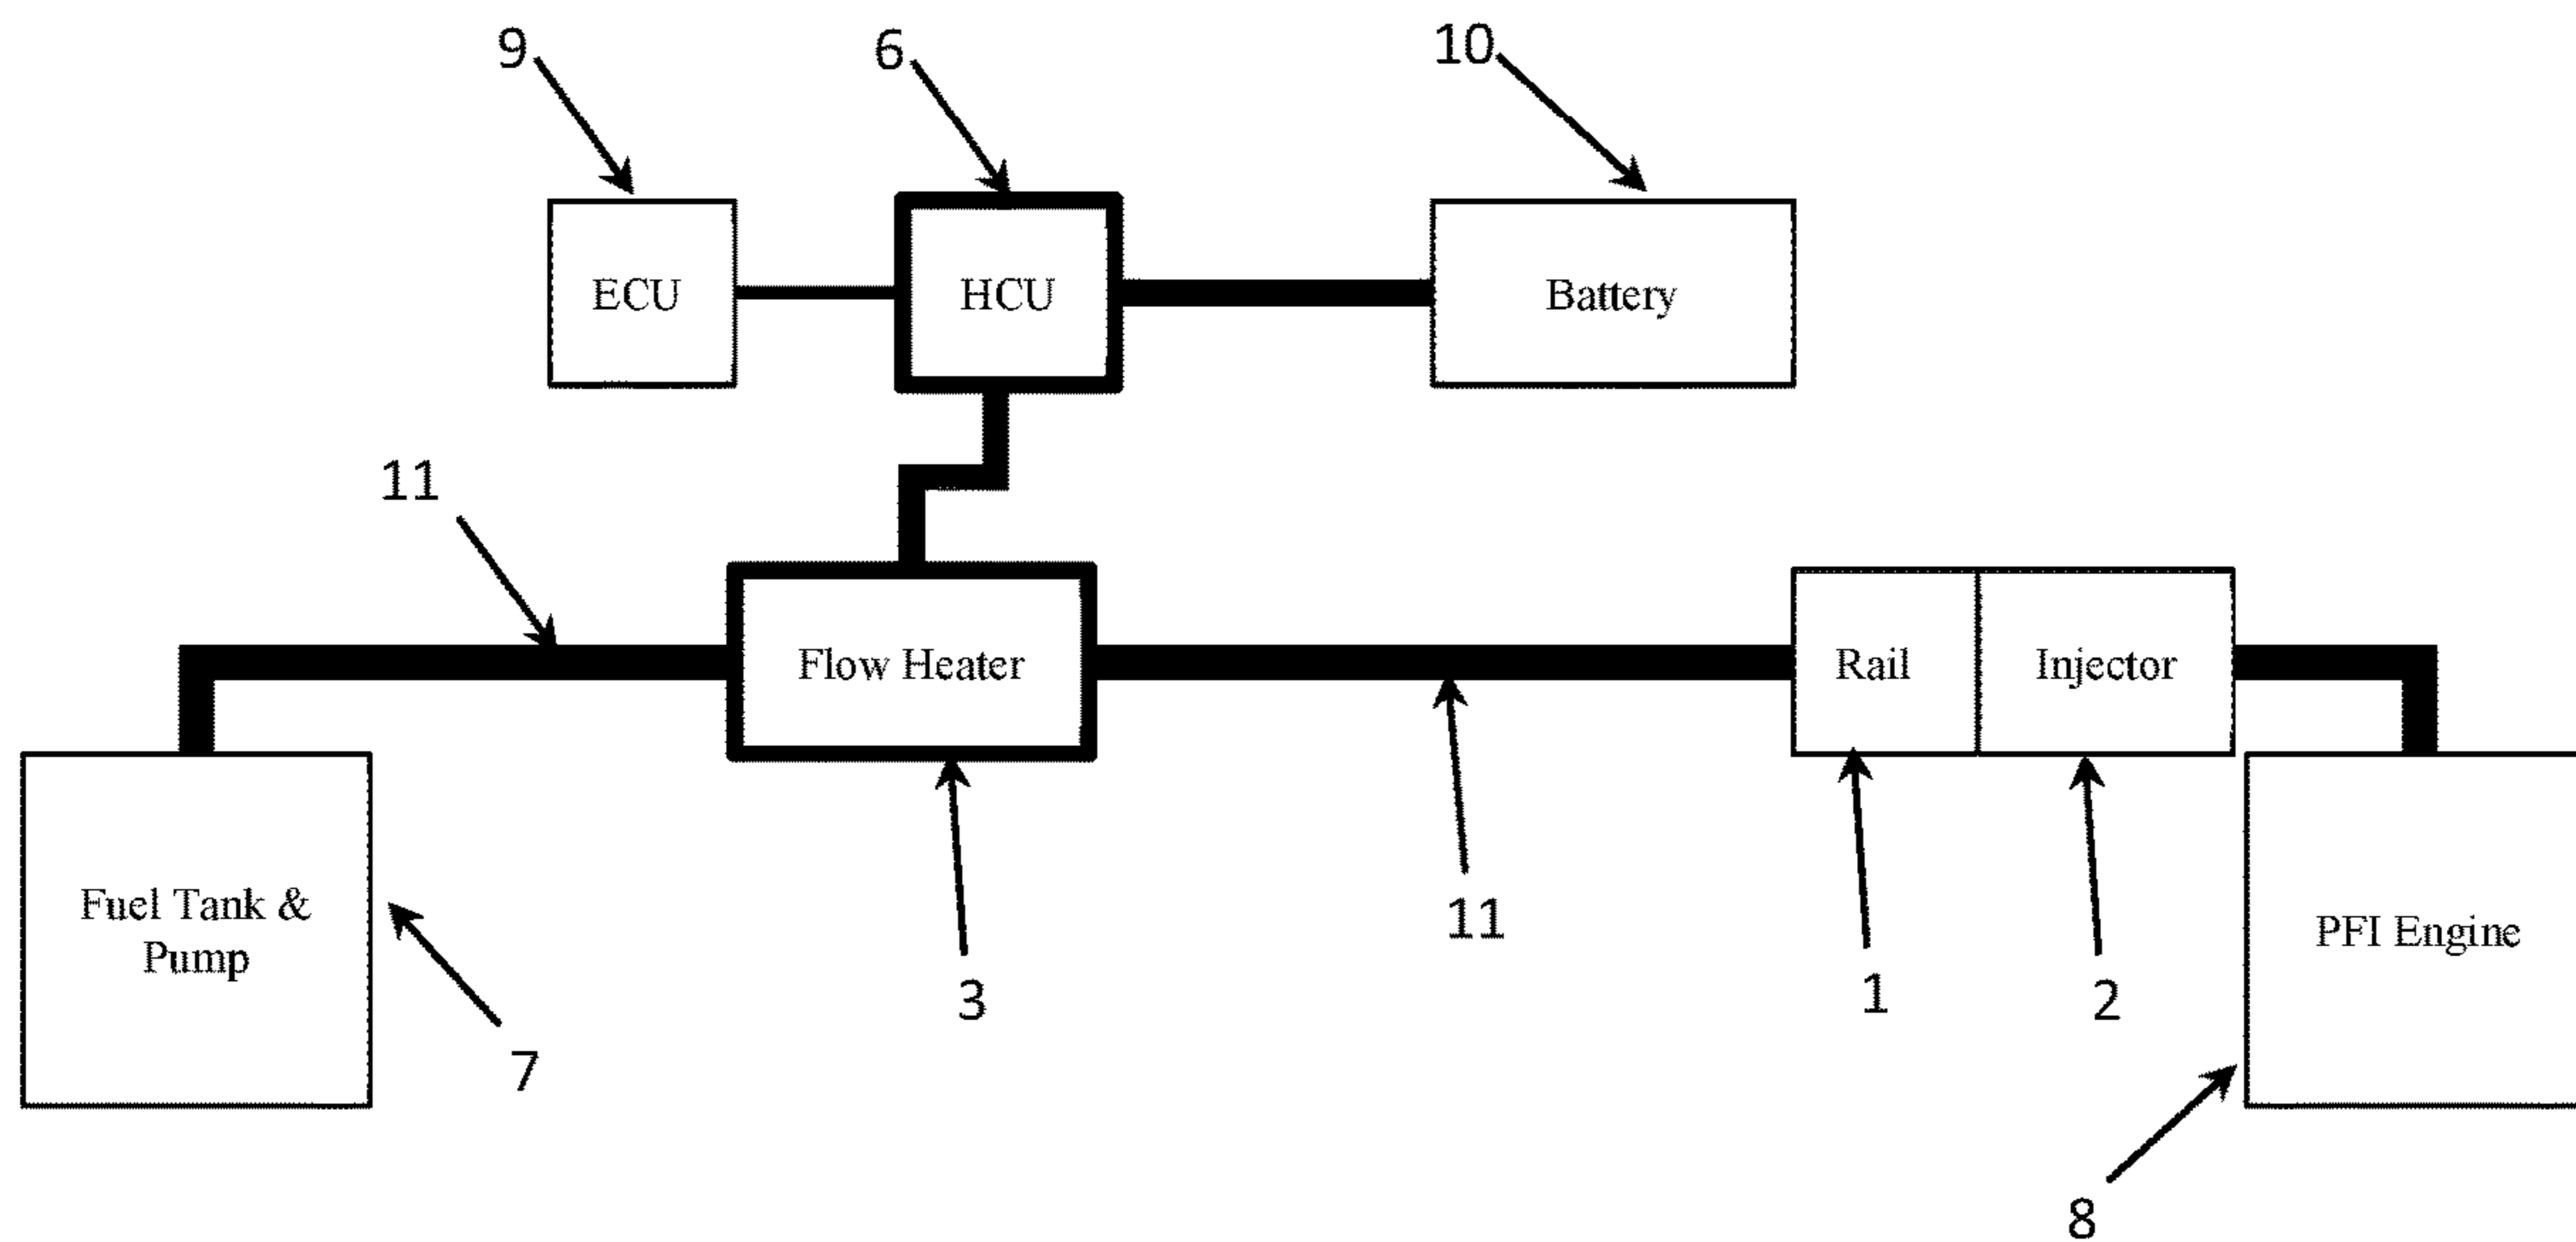 9
6
10
ECU
HCU
Battery
11
Flow Heater
Rail
Injector
Fuel Tank &
Pump
11
PFI Engine
3
1
2
7
8